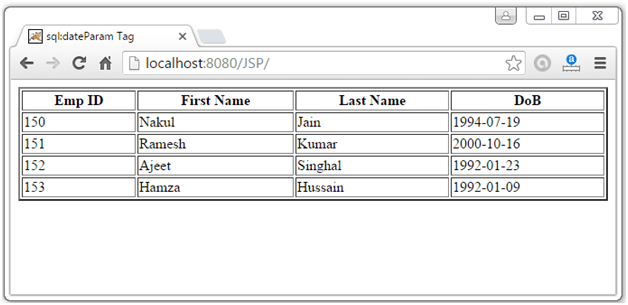 sql:dateParam Tag
localhost:8080/JSP/
Emp ID First Name Last Name DoB
150 Nakul Jain 1994-07-19
151 Ramesh Kumar 2000-10-16
152 Ajeet Singhal 1992-01-23
153 Hamza Hussain 1992-01-09